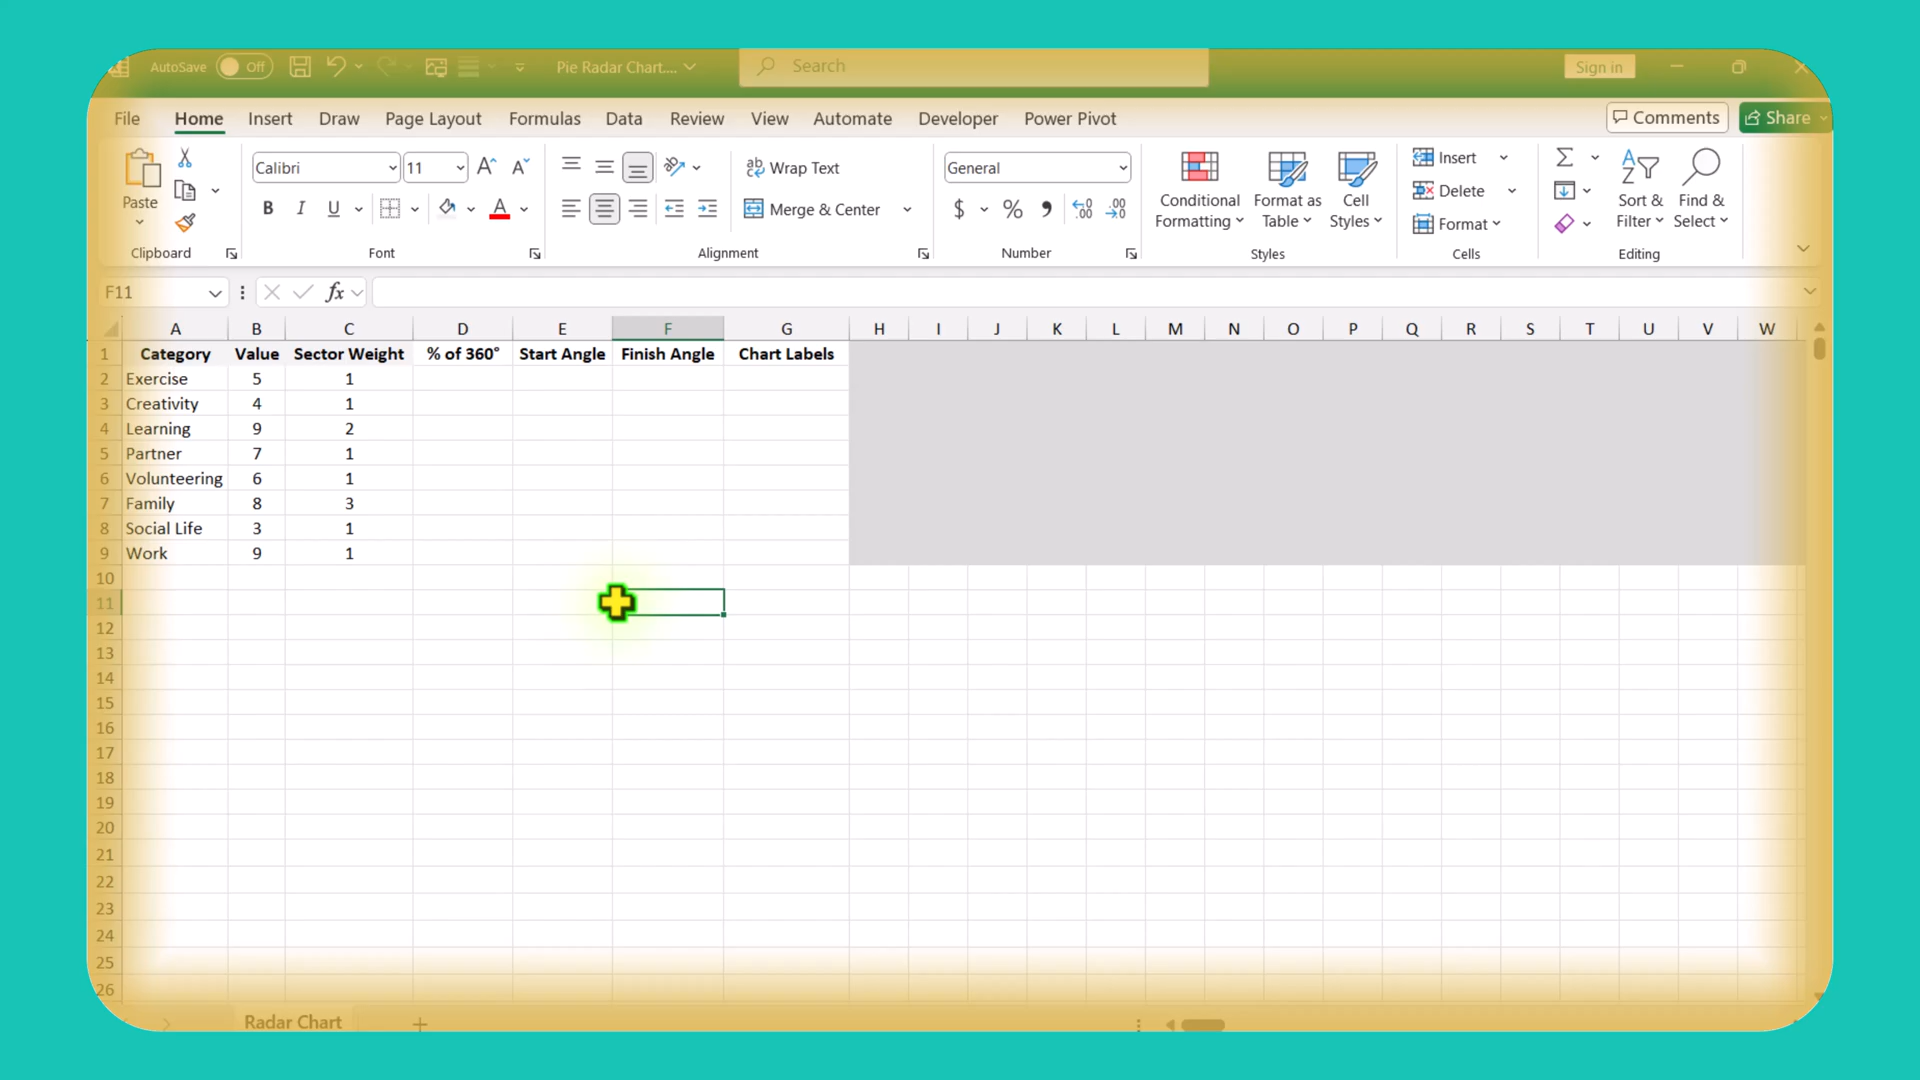 AutoSave Off Pie Radar Chart.... Search Sign in
File Home Insert Draw Page Layout Formulas Data Review View Automate Developer Power Pivot Comments Share
Paste Calibri 11 Wrap Text General Conditional Formatting Format as Table Cell Styles Insert Sort & Filter Find & Select
B I U Merge & Center $ % Delete
Format
Clipboard Font Alignment Number Styles Cells Editing
F11 fx
A B C D E F G H I J K L M N O P Q R S T U V W
1 Category Value Sector Weight % of 360° Start Angle Finish Angle Chart Labels
2 Exercise 5 1
3 Creativity 4 1
4 Learning 9 2
5 Partner 7 1
6 Volunteering 6 1
7 Family 8 3
8 Social Life 3 1
9 Work 9 1
10
11
12
13
14
15
16
17
18
19
20
21
22
23
24
25
26
Radar Chart